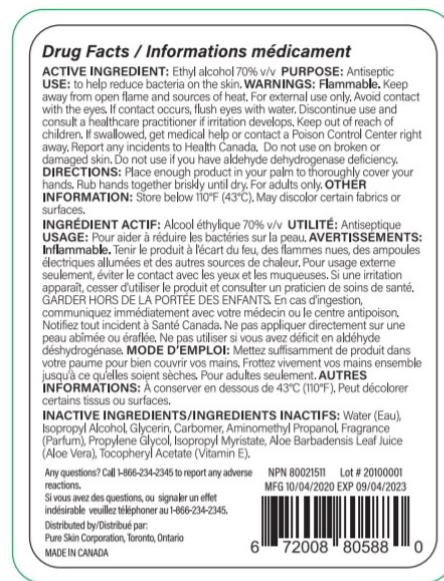 Drug Facts / Informations médicament
ACTIVE INGREDIENT: Ethyl alcohol 70% v/v PURPOSE: Antiseptic
USE: to help reduce bacteria on the skin. WARNINGS: Flammable. Keep
away from open flame and sources of heat. For external use only. Avoid contact
with the eyes. If contact occurs, flush eyes with water. Discontinue use and
consult a healthcare practitioner if irritation develops. Keep out of reach of
children. If swallowed, get medical help or contact a Poison Control Center right
away. Report any incidents to Health Canada. Do not use on broken or
damaged skin. Do not use if you have aldehyde dehydrogenase deficiency.
DIRECTIONS: Place enough product in your palm to thoroughly cover your
hands. Rub hands together briskly until dry. For adults only. OTHER
INFORMATION: Store below 110°F (43°C). May discolor certain fabrics or
surfaces.
INGRÉDIENT ACTIF: Alcool éthylique 70% v/v UTILITÉ: Antiseptique
USAGE: Pour aider à réduire les bactéries sur la peau. AVERTISSEMENTS:
Inflammable. Tenir le produit à l'écart du feu, des flammes nues, des ampoules
électriques allumées et des autres sources de chaleur. Pour usage externe
seulement, éviter le contact avec les yeux et les muqueuses. Si une irritation
apparaît, cesser d'utiliser le produit et consulter un praticien de soins de santé.
GARDER HORS DE LA PORTÉE DES ENFANTS. En cas d'ingestion,
communiquez immédiatement avec votre médecin ou le centre antipoison.
Notifiez tout incident à Santé Canada. Ne pas appliquer directement sur une
peau abîmée ou éraflée. Ne pas utiliser si vous avez déficit en aldéhyde
déshydrogénase. MODE D'EMPLOI: Mettez suffisamment de produit dans
votre paume pour bien couvrir vos mains. Frottez vivement vos mains ensemble
jusqu'à ce qu'elles soient sèches. Pour adultes seulement. AUTRES
INFORMATIONS: À conserver en dessous de 43°C (110°F). Peut décolorer
certains tissus ou surfaces.
INACTIVE INGREDIENTS/INGREDIENTS INACTIFS: Water (Eau),
Isopropyl Alcohol, Glycerin, Carbomer, Aminomethyl Propanol, Fragrance
(Parfum), Propylene Glycol, Isopropyl Myristate, Aloe Barbadensis Leaf Juice
(Aloe Vera), Tocopheryl Acetate (Vitamin E).
Any questions? Call 1-866-234-2345 to report any adverse
reactions.
Si vous avez des questions, ou signaler un effet
indésirable veuillez téléphoner au 1-866-234-2345.
Distributed by/Distribué par:
Pure Skin Corporation, Toronto, Ontario
MADE IN CANADA
NPN 80021511 Lot # 20100001
MFG 10/04/2020 EXP 09/04/2023
6 72008 80588 0